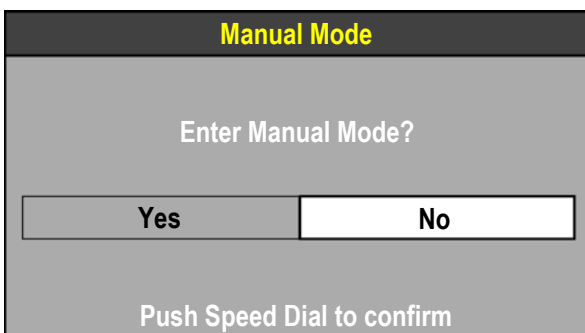 Manual Mode
Enter Manual Mode?
Yes No
Push Speed Dial to confirm